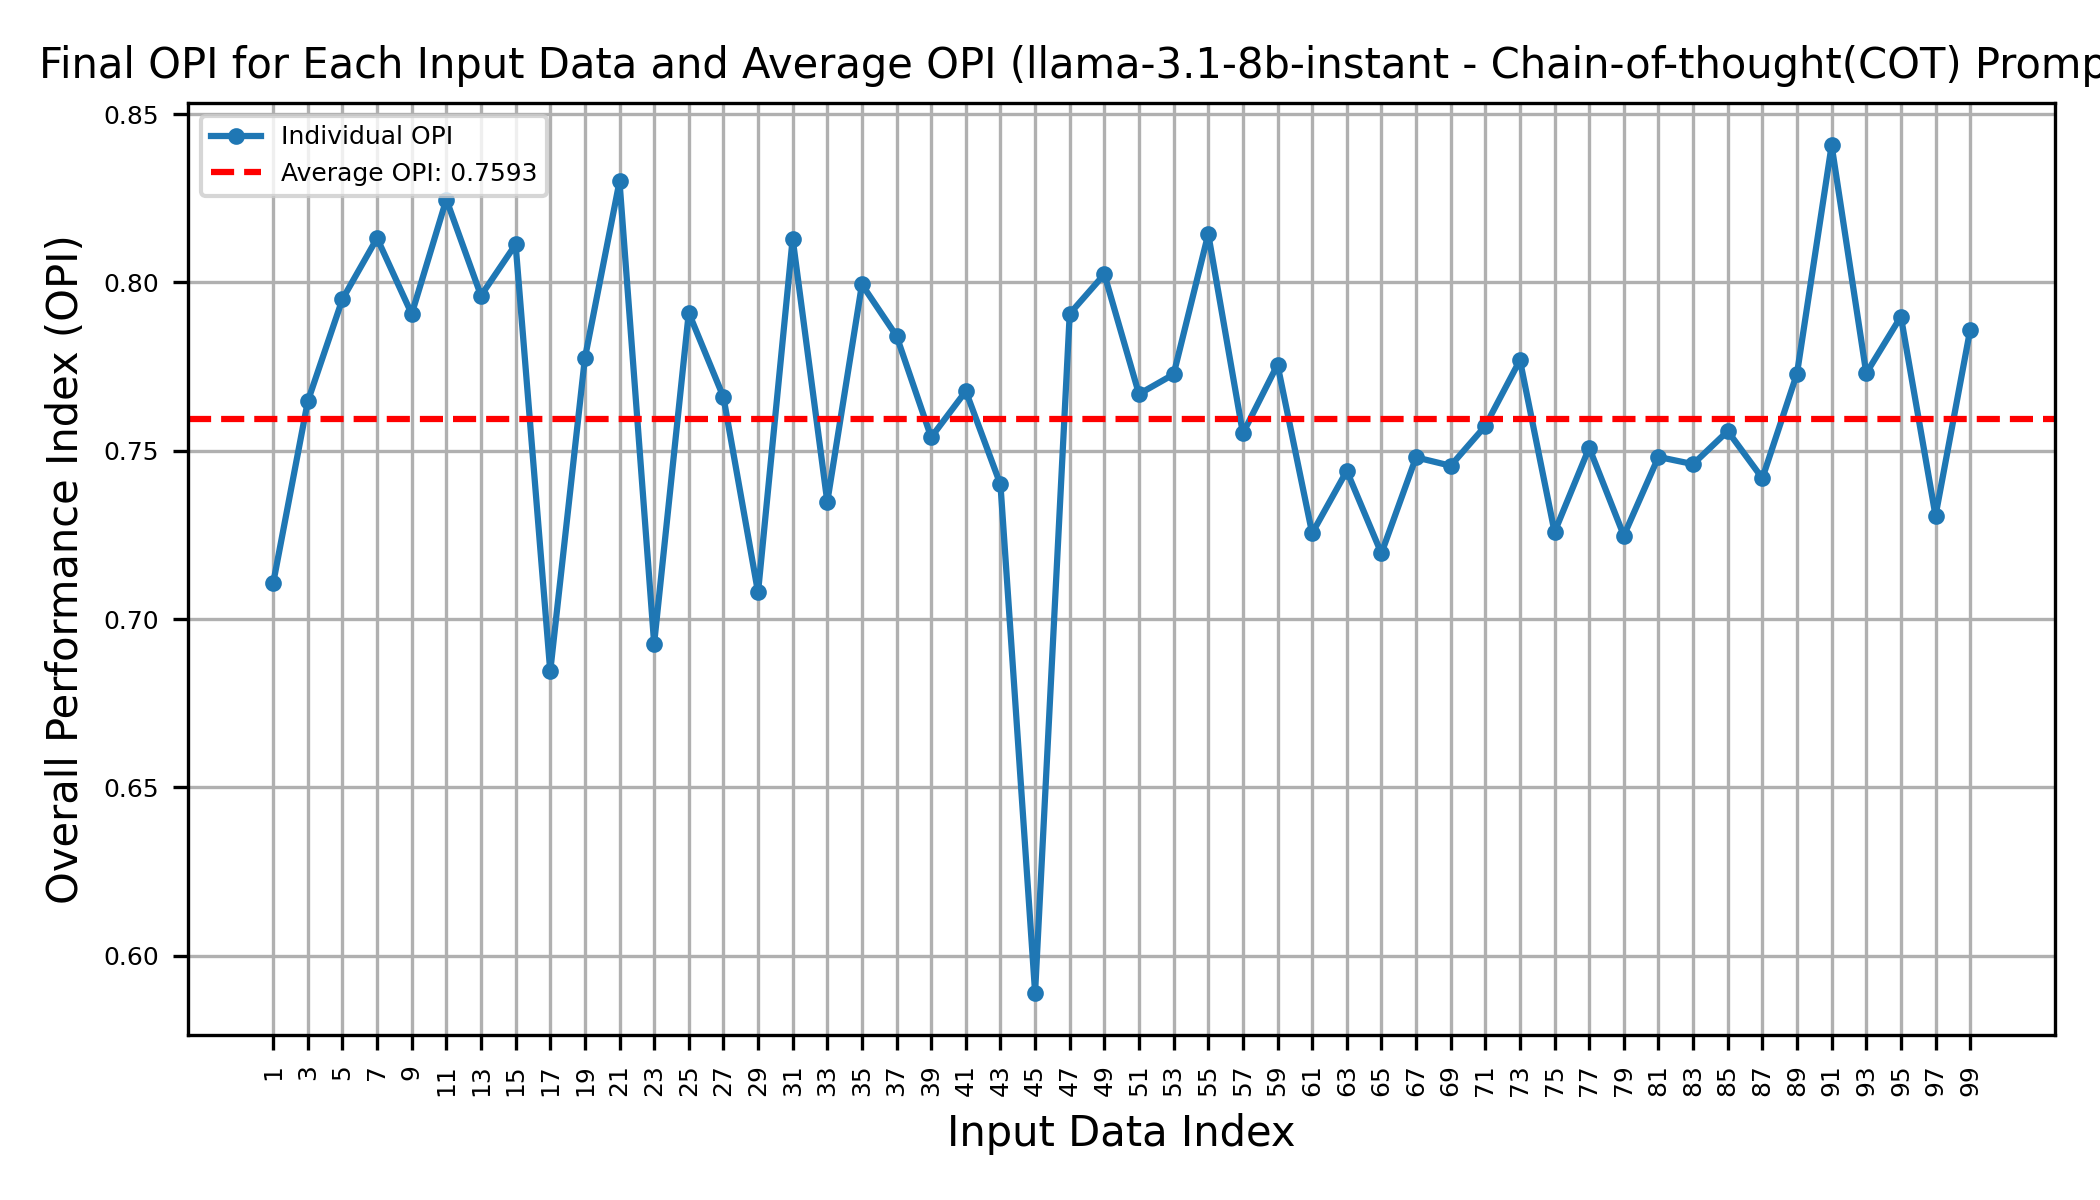 Final OPI for Each Input Data and Average OPI (llama-3.1-8b-instant - Chain-of-thought(COT) Promp
0.85
Individual OPI
Average OPI: 0.7593
0.80
0.75
0.70
0.65
0.60
Overall Performance Index (OPI)
1 3 5 7 9 11 13 15 17 19 21 23 25 27 29 31 33 35 37 39 41 43 45 47 49 51 53 55 57 59 61 63 65 67 69 71 73 75 77 79 81 83 85 87 89 91 93 95 97 99
Input Data Index